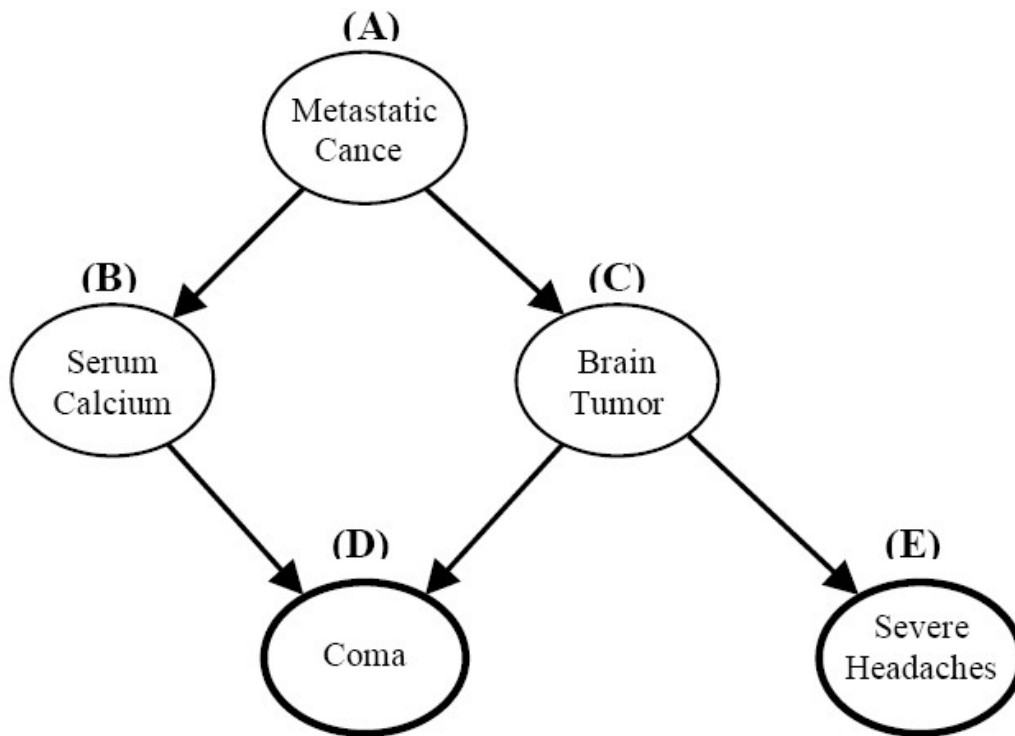 (A)
Metastatic
Cance
(B)
Serum
Calcium
(C)
Brain
Tumor
(D)
Coma
(E)
Severe
Headaches